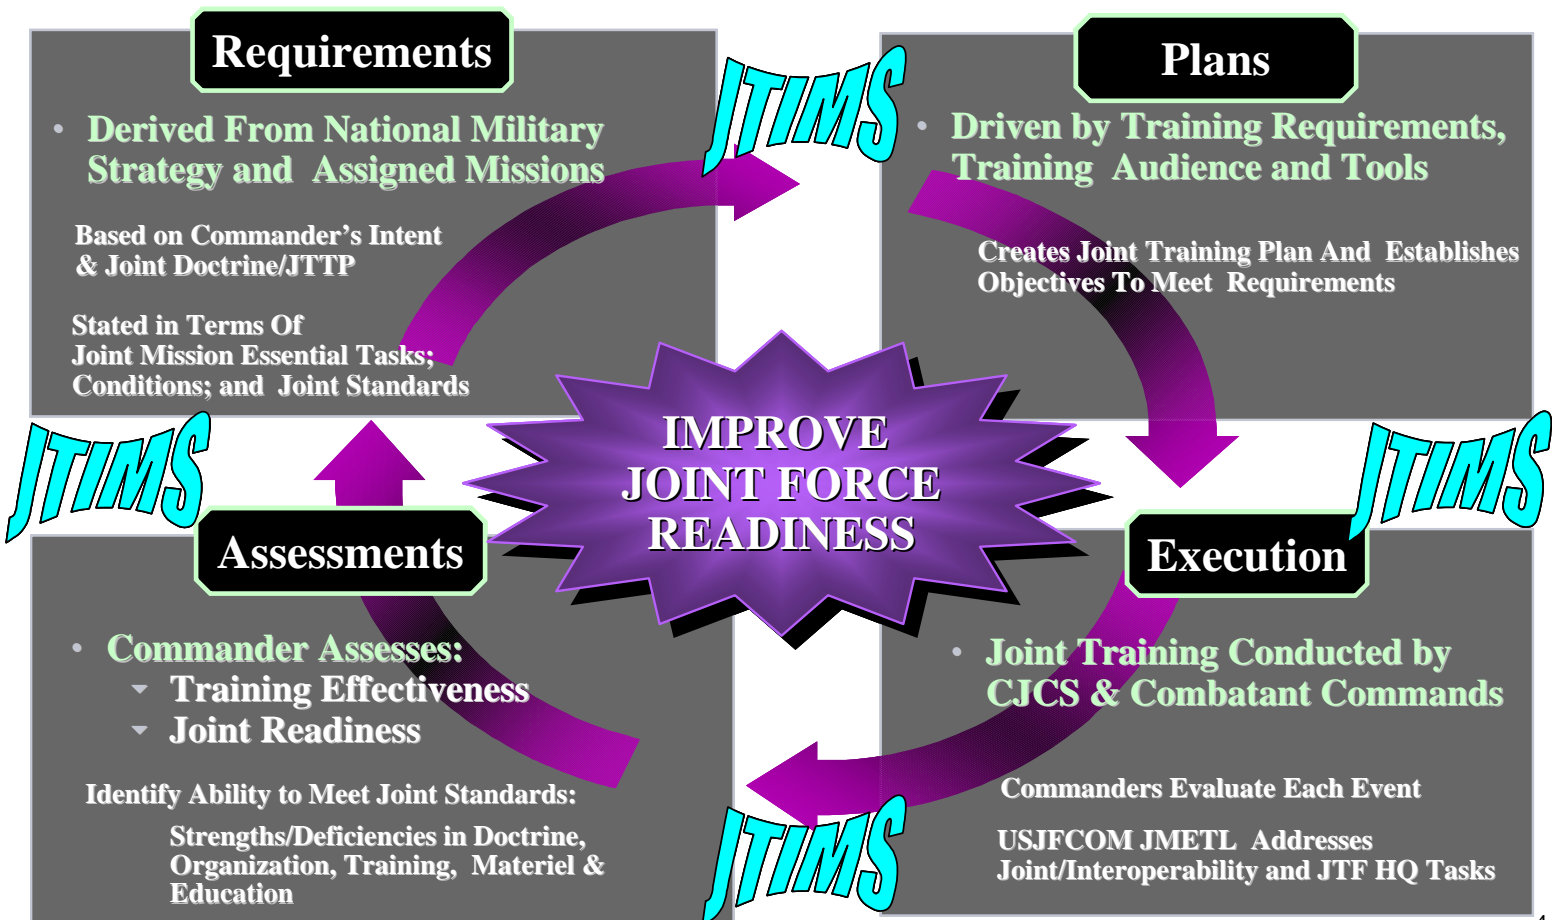 Requirements
Derived From National Military
Strategy and Assigned Missions
Based on Commander's Intent
& Joint Doctrine/JTTP
Stated in Terms Of
Joint Mission Essential Tasks;
Conditions; and Joint Standards
JTIMS
Plans
Driven by Training Requirements,
Training Audience and Tools
Creates Joint Training Plan And Establishes
Objectives To Meet Requirements
IMPROVE
JOINT FORCE
READINESS
JTIMS
JTIMS
Assessments
Commander Assesses:
Training Effectiveness
Joint Readiness
Identify Ability to Meet Joint Standards:
Strengths/Deficiencies in Doctrine,
Organization, Training, Materiel &
Education
Execution
Joint Training Conducted by
CJCS & Combatant Commands
Commanders Evaluate Each Event
USJFCOM JMETL Addresses
Joint/Interoperability and JTF HQ Tasks
JTIMS